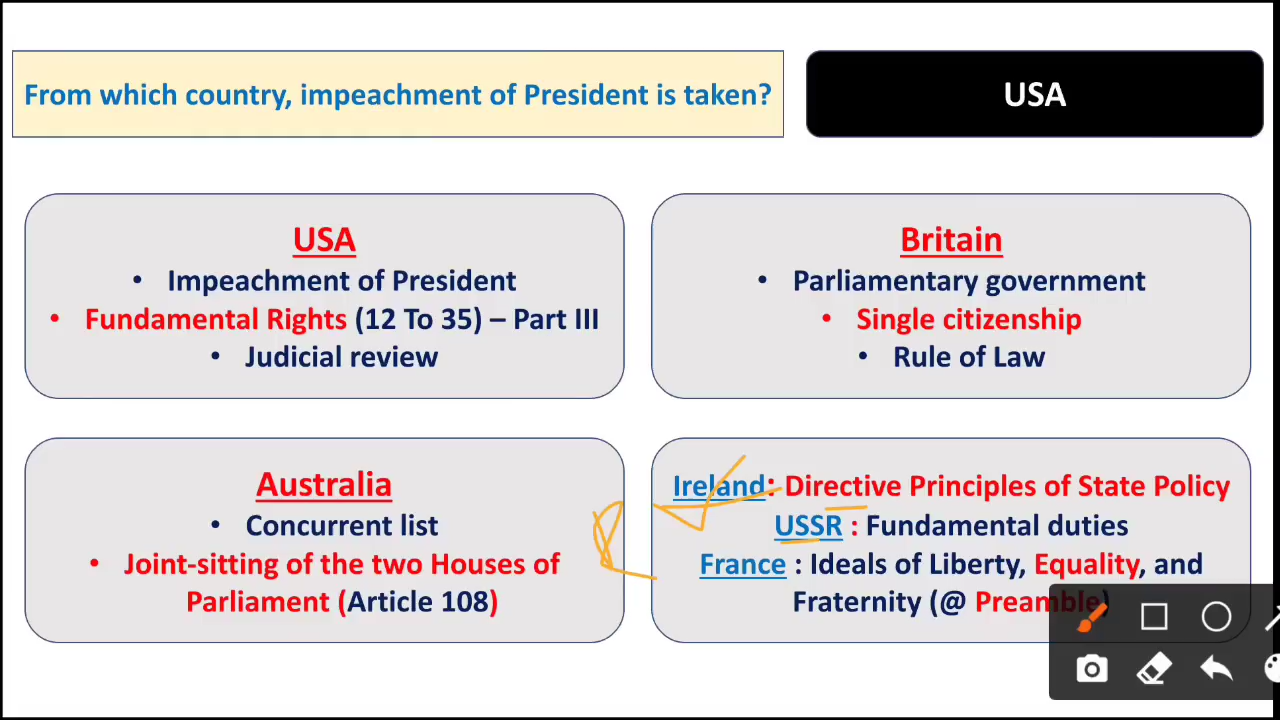 From which country, impeachment of President is taken?
USA
USA
• Impeachment of President
• Fundamental Rights (12 To 35) – Part III
• Judicial review
Britain
• Parliamentary government
• Single citizenship
• Rule of Law
Australia
• Concurrent list
• Joint-sitting of the two Houses of
Parliament (Article 108)
Ireland: Directive Principles of State Policy
USSR : Fundamental duties
France : Ideals of Liberty, Equality, and
Fraternity (@ Preamble)